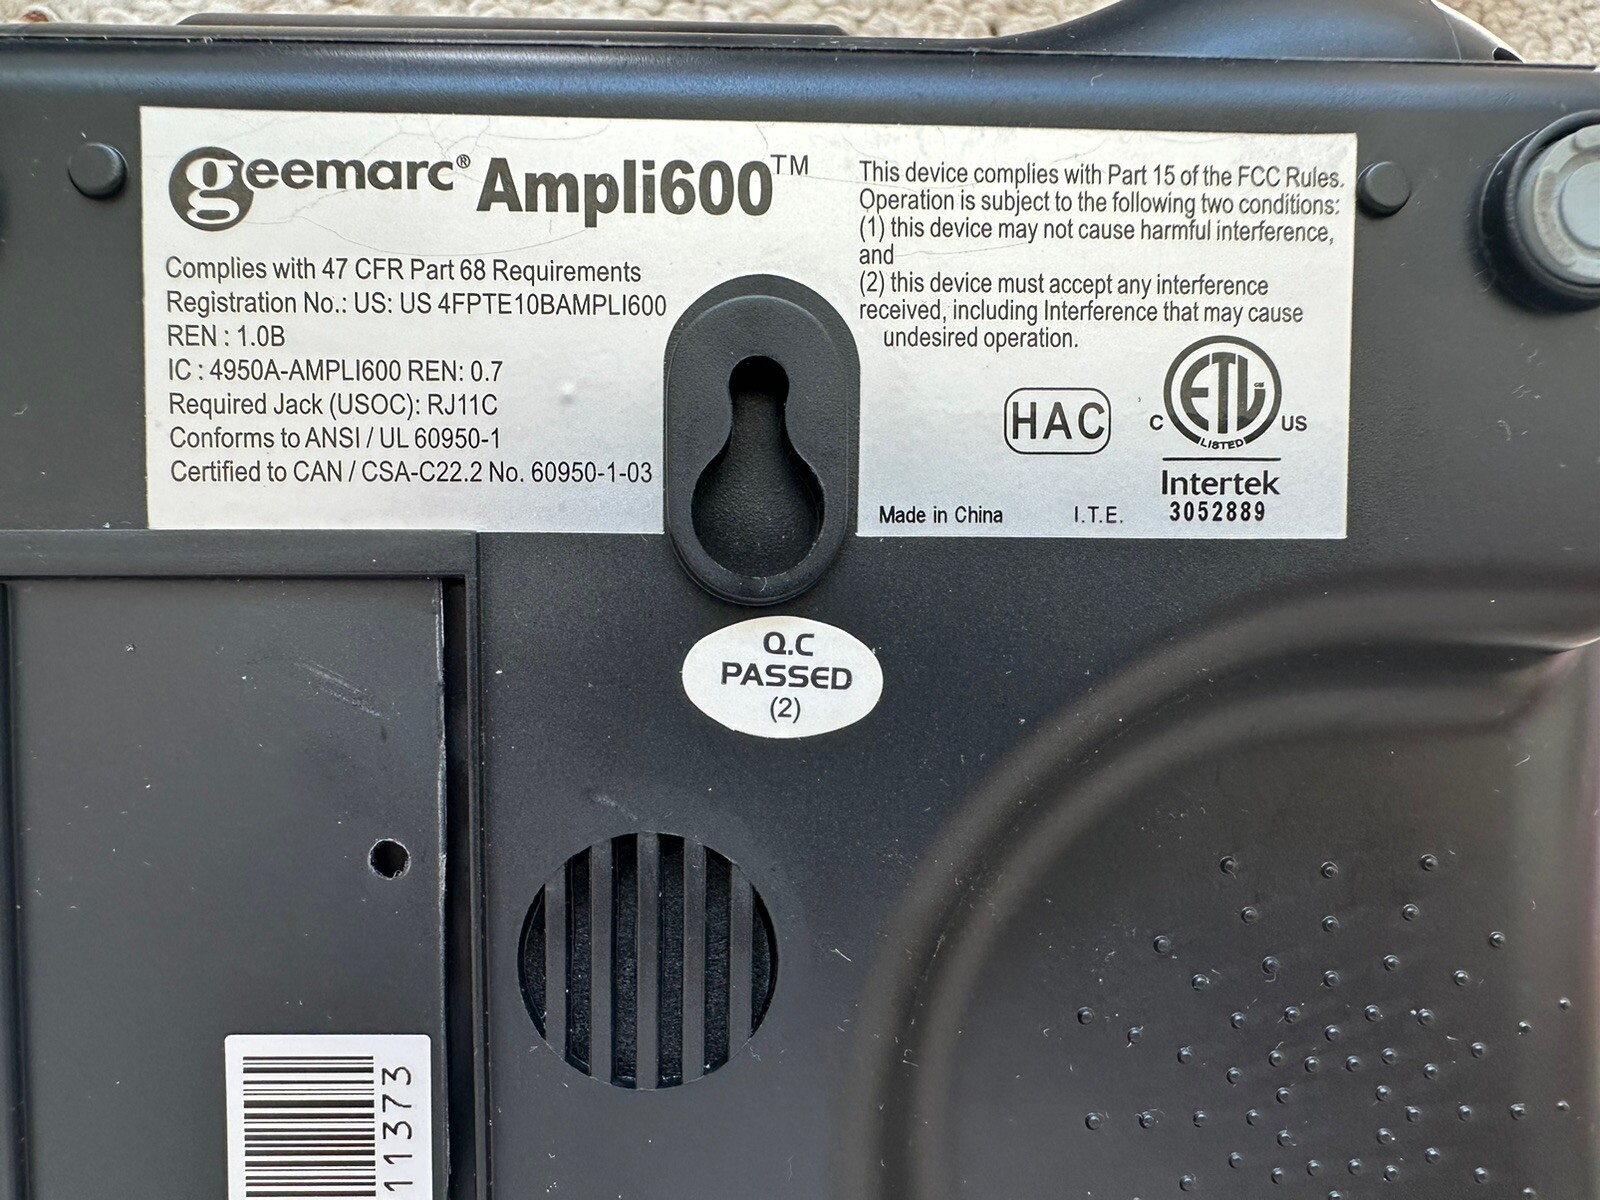 geemarc® Ampli600™
Complies with 47 CFR Part 68 Requirements
Registration No.: US: US 4FPTE10BAMPLI600
REN : 1.0B
IC : 4950A-AMPLI600 REN: 0.7
Required Jack (USOC): RJ11C
Conforms to ANSI / UL 60950-1
Certified to CAN / CSA-C22.2 No. 60950-1-03
This device complies with Part 15 of the FCC Rules.
Operation is subject to the following two conditions:
(1) this device may not cause harmful interference,
and
(2) this device must accept any interference
received, including Interference that may cause
undesired operation.
HAC
C ETL US
LISTED
Intertek
3052889
Made in China
I.T.E.
Q.C
PASSED
(2)
11373